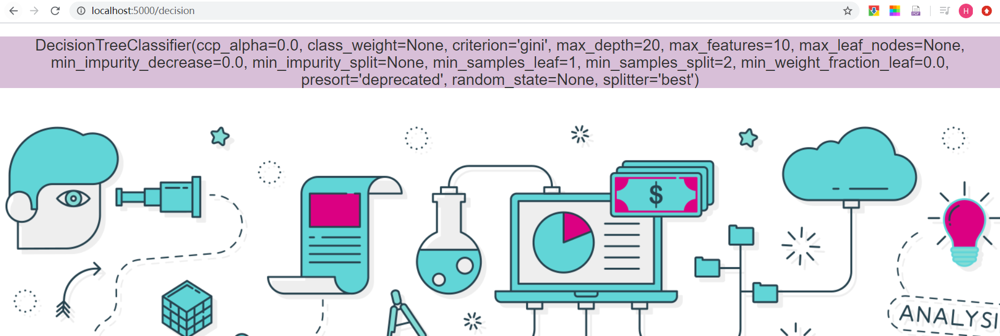 localhost:5000/decision
H
DecisionTreeClassifier(ccp_alpha=0.0, class_weight=None, criterion='gini', max_depth=20, max_features=10, max_leaf_nodes=None,
min_impurity_decrease=0.0, min_impurity_split=None, min_samples_leaf=1, min_samples_split=2, min_weight_fraction_leaf=0.0,
presort='deprecated', random_state=None, splitter='best')
$
ANALYSI